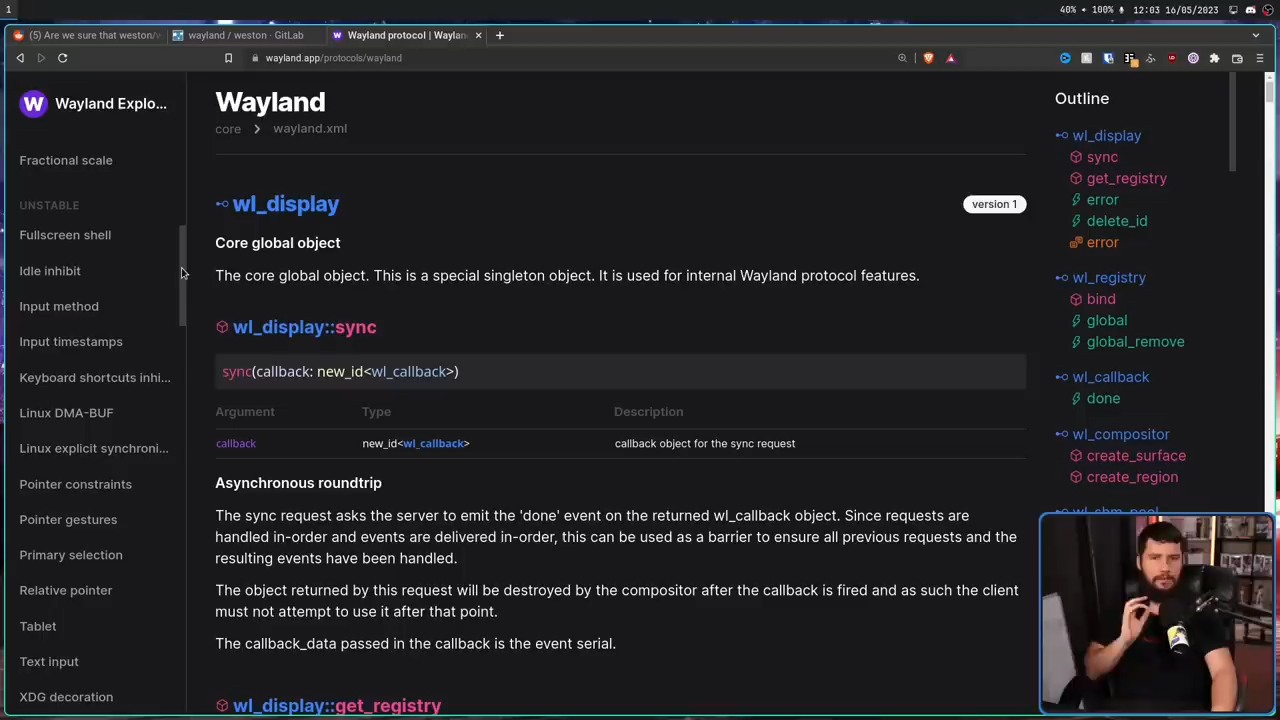 1
40% 100% 12:03 16/05/2023
(5) Are we sure that weston/w
wayland / weston · GitLab
Wayland protocol | Waylan
wayland.app/protocols/wayland
W Wayland Explo...
Fractional scale
UNSTABLE
Fullscreen shell
Idle inhibit
Input method
Input timestamps
Keyboard shortcuts inhi...
Linux DMA-BUF
Linux explicit synchroni...
Pointer constraints
Pointer gestures
Primary selection
Relative pointer
Tablet
Text input
XDG decoration
Wayland
core > wayland.xml
wl_display
version 1
Core global object
The core global object. This is a special singleton object. It is used for internal Wayland protocol features.
wl_display::sync
sync(callback: new_id<wl_callback>)
Argument Type Description
callback new_id<wl_callback> callback object for the sync request
Asynchronous roundtrip
The sync request asks the server to emit the 'done' event on the returned wl_callback object. Since requests are
handled in-order and events are delivered in-order, this can be used as a barrier to ensure all previous requests and the
resulting events have been handled.
The object returned by this request will be destroyed by the compositor after the callback is fired and as such the client
must not attempt to use it after that point.
The callback_data passed in the callback is the event serial.
wl_display::get_registry
Outline
wl_display
sync
get_registry
error
delete_id
error
wl_registry
bind
global
global_remove
wl_callback
done
wl_compositor
create_surface
create_region
wl_shm_pool